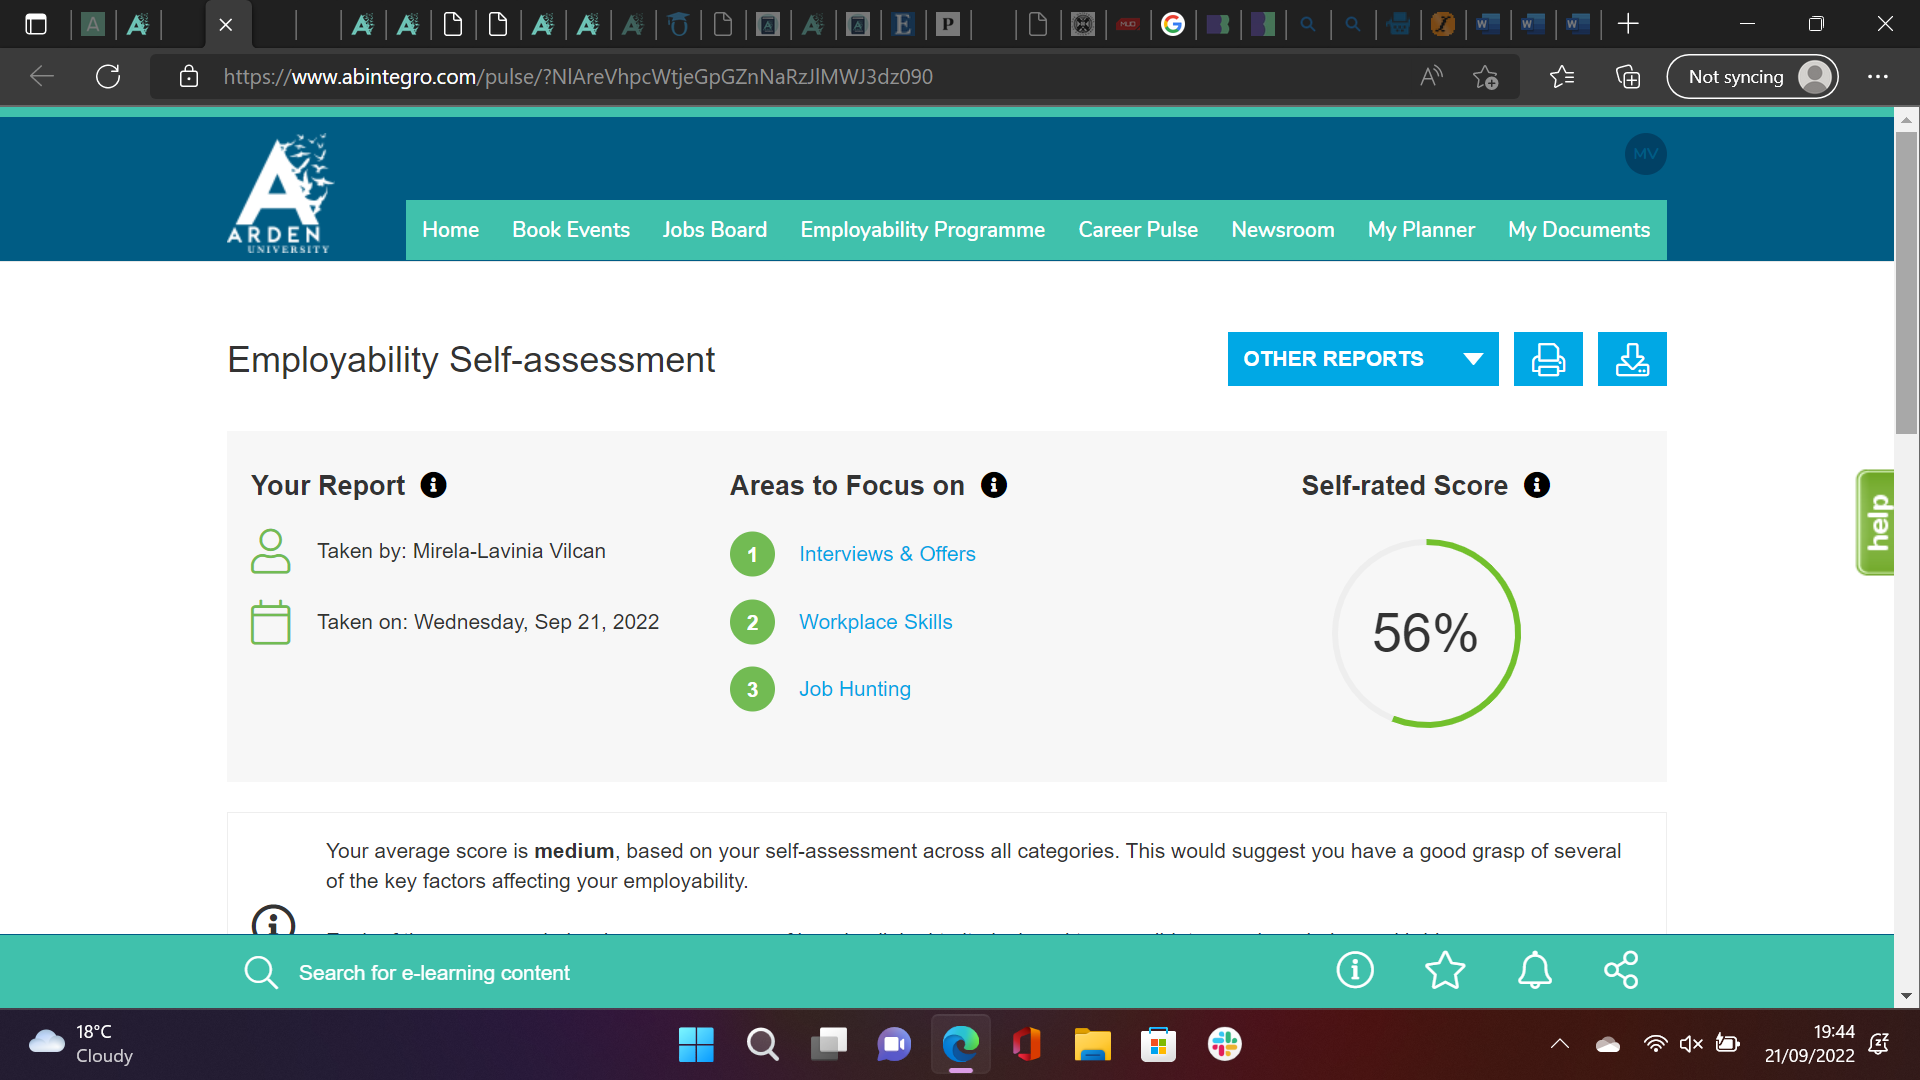 https://www.abintegro.com/pulse/?NlAreVhpcWtjeGpGZnNaRzJlMWJ3dz090
Not syncing
ARDEN
UNIVERSITY
MV
Home Book Events Jobs Board Employability Programme Career Pulse Newsroom My Planner My Documents
Employability Self-assessment
OTHER REPORTS
Your Report
Taken by: Mirela-Lavinia Vilcan
Taken on: Wednesday, Sep 21, 2022
Areas to Focus on
1 Interviews & Offers
2 Workplace Skills
3 Job Hunting
Self-rated Score
56%
help
Your average score is medium, based on your self-assessment across all categories. This would suggest you have a good grasp of several
of the key factors affecting your employability.
Search for e-learning content
18°C
Cloudy
19:44
21/09/2022